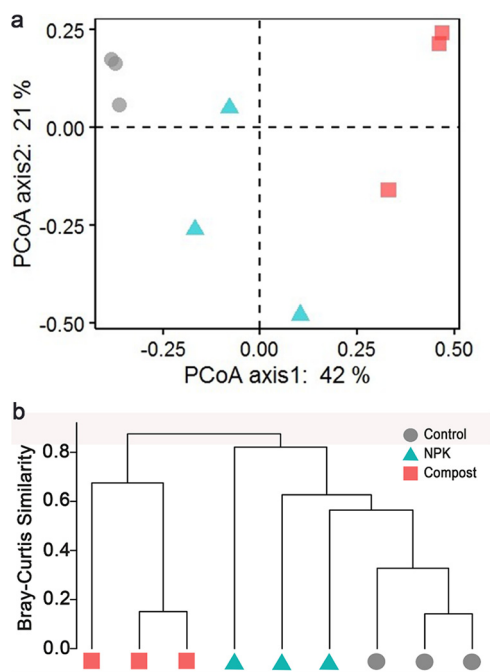 a
0.25
0.00
-0.25
-0.50
PCoA axis2: 21 %
-0.25 0.00 0.25 0.50
PCoA axis1: 42 %
b
Control
NPK
Compost
0.8
0.6
0.4
0.2
0.0
Bray-Curtis Similarity